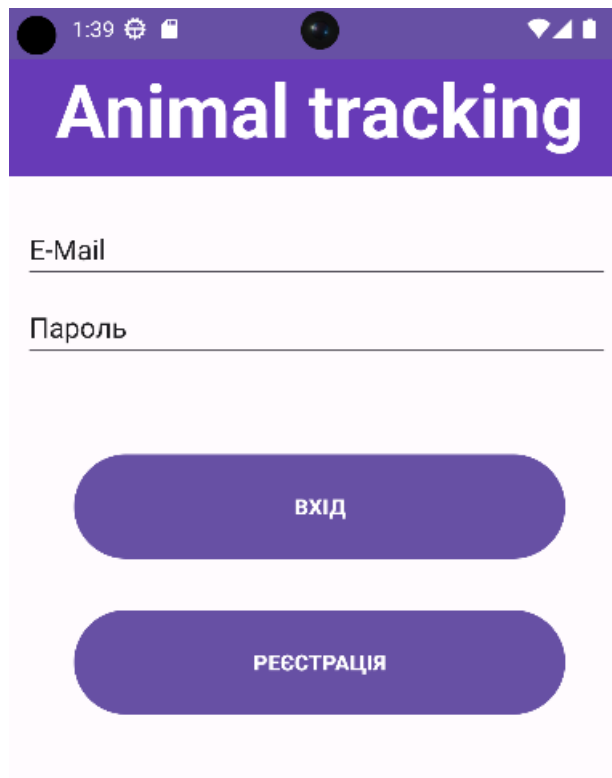 1:39
Animal tracking
E-Mail
Пароль
ВХІД
РЕЄСТРАЦІЯ